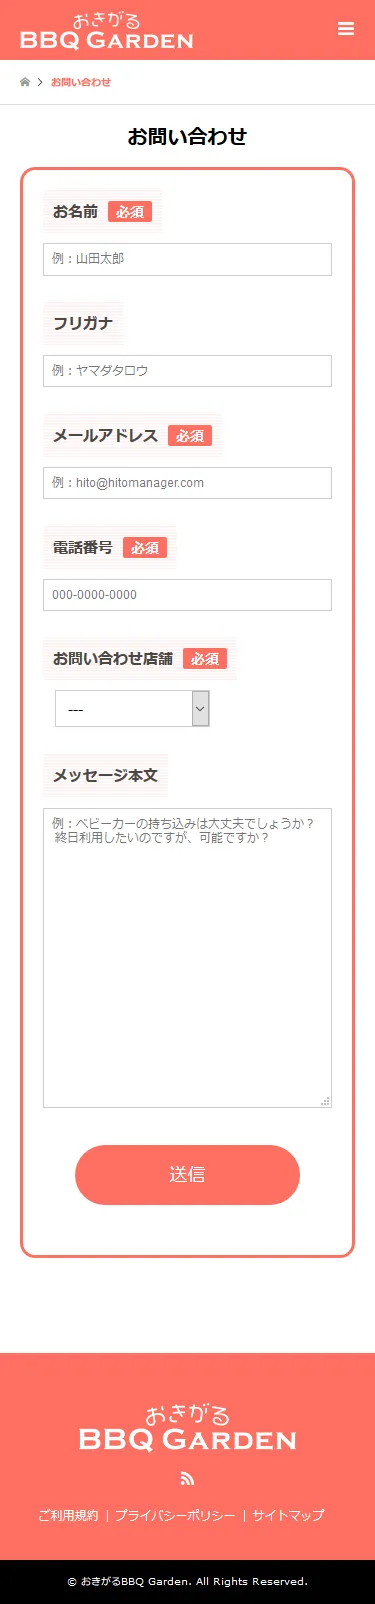 おきがる
BBQ GARDEN
お問い合わせ
お問い合わせ
お名前 必須
例：山田太郎
フリガナ
例：ヤマダタロウ
メールアドレス 必須
例：hito@hitomanager.com
電話番号 必須
000-0000-0000
お問い合わせ店舗 必須
---
メッセージ本文
例：ベビーカーの持ち込みは大丈夫でしょうか？
終日利用したいのですが、可能ですか？
送信
おきがる
BBQ GARDEN
ご利用規約 | プライバシーポリシー | サイトマップ
© おきがるBBQ Garden. All Rights Reserved.